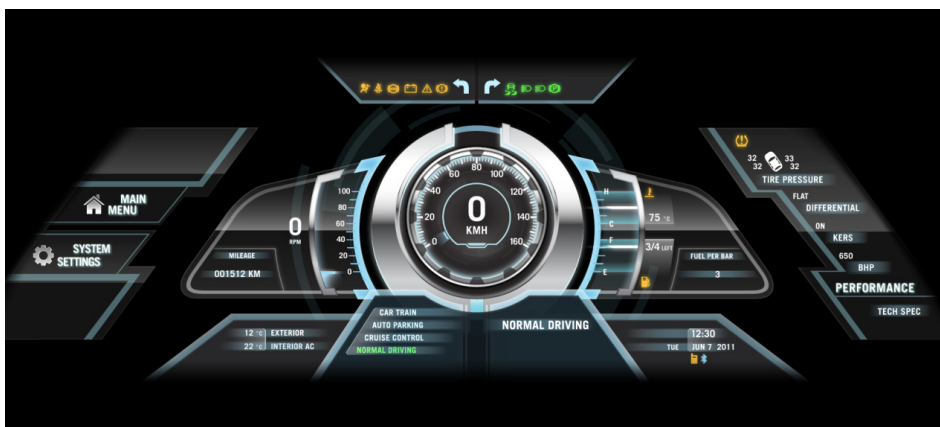 MAIN
MENU
SYSTEM
SETTINGS
0
RPM
MILEAGE
001512 KM
100
80
60
40
20
0
0
20
40
60
80
100
120
140
160
0
KMH
H
C
F
E
75 °C
3/4 LEFT
FUEL PER BAR
3
32 33
32 32
TIRE PRESSURE
FLAT
DIFFERENTIAL
ON
KERS
650
BHP
PERFORMANCE
TECH SPEC
12 °C EXTERIOR
22 °C INTERIOR AC
CAR TRAIN
AUTO PARKING
CRUISE CONTROL
NORMAL DRIVING
NORMAL DRIVING
12:30
TUE JUN 7 2011